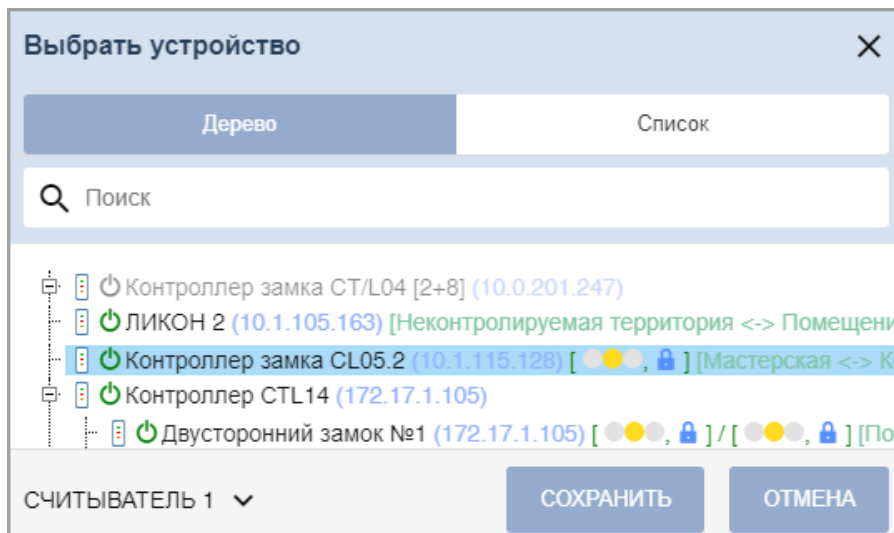 Выбрать устройство
Дерево Список
Поиск
Контроллер замка CT/L04 [2+8] (10.0.201.247)
ЛИКОН 2 (10.1.105.163) [Неконтролируемая территория <-> Помещени
Контроллер замка CL05.2 (10.1.115.128) [ , ] [Мастерская <-> К
Контроллер CTL14 (172.17.1.105)
Двусторонний замок №1 (172.17.1.105) [ , ] / [ , ] [По
СЧИТЫВАТЕЛЬ 1 СОХРАНИТЬ ОТМЕНА